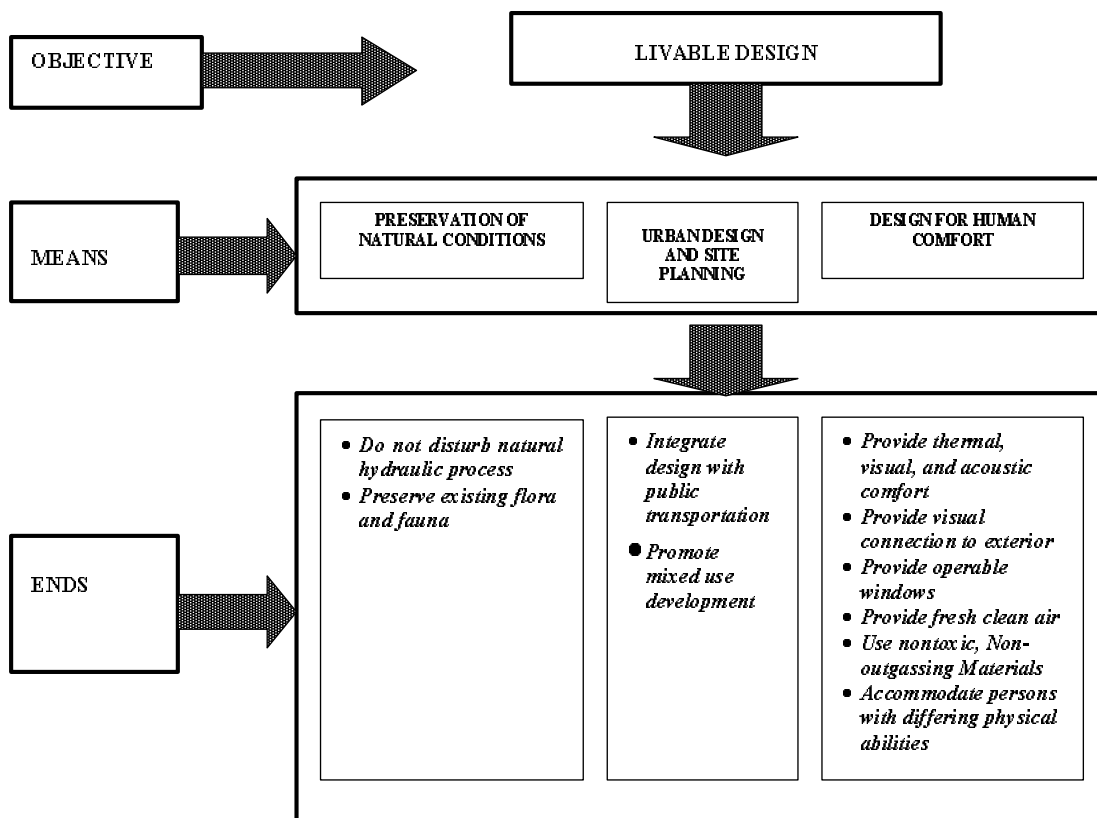 OBJECTIVE
LIVABLE DESIGN
MEANS
PRESERVATION OF
NATURAL CONDITIONS
URBAN DESIGN
AND SITE
PLANNING
DESIGN FOR HUMAN
COMFORT
ENDS
• Do not disturb natural
hydraulic process
• Preserve existing flora
and fauna
• Integrate
design with
public
transportation
• Promote
mixed use
development
• Provide thermal,
visual, and acoustic
comfort
• Provide visual
connection to exterior
• Provide operable
windows
• Provide fresh clean air
• Use nontoxic, Non-
outgassing Materials
• Accommodate persons
with differing physical
abilities